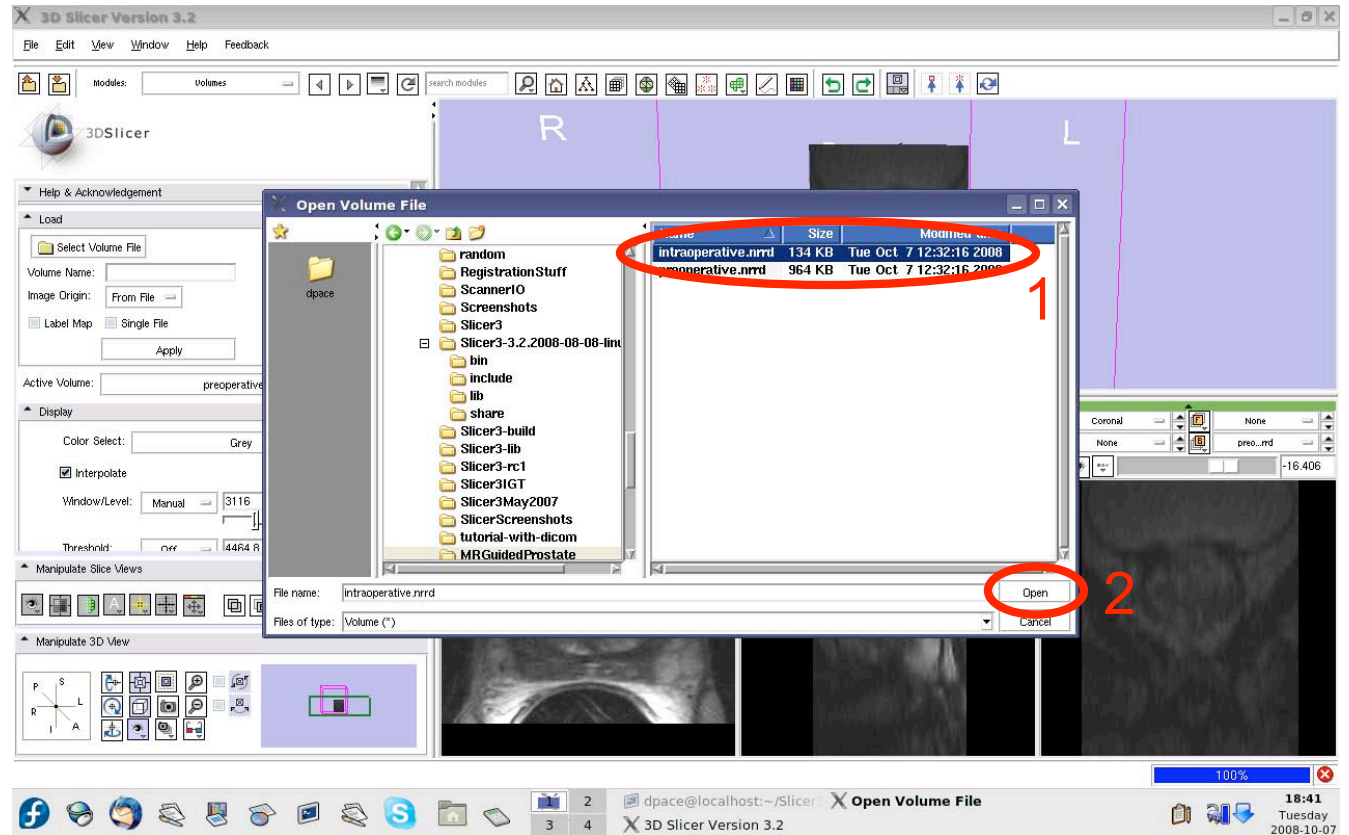 3D Slicer Version 3.2
File Edit View Window Help Feedback
Modules: Volumes search modules
3DSlicer
R L
Help & Acknowledgement
Load
Select Volume File
Volume Name:
Image Origin: From File
Label Map Single File
Apply
Active Volume: preoperative
Display
Color Select: Grey
Interpolate
Window/Level: Manual 3116
Threshold: Off 4464.8
Manipulate Slice Views
Manipulate 3D View
P S
R L
I A
Open Volume File
dpace
random
RegistrationStuff
ScannerIO
Screenshots
Slicer3
Slicer3-3.2.2008-08-08-linu
bin
include
lib
share
Slicer3-build
Slicer3-lib
Slicer3-rc1
Slicer3IGT
Slicer3May2007
SlicerScreenshots
tutorial-with-dicom
MRGuidedProstate
Name Size Modified
intraoperative.nrrd 134 KB Tue Oct 7 12:32:16 2008
preoperative.nrrd 964 KB Tue Oct 7 12:32:16 2008
1
File name: intraoperative.nrrd Open
2
Files of type: Volume (*) Cancel
Coronal F None
None B preo...rrd
-16.406
100%
1 2
3 4
dpace@localhost:~/Slicer
Open Volume File
3D Slicer Version 3.2
18:41
Tuesday
2008-10-07